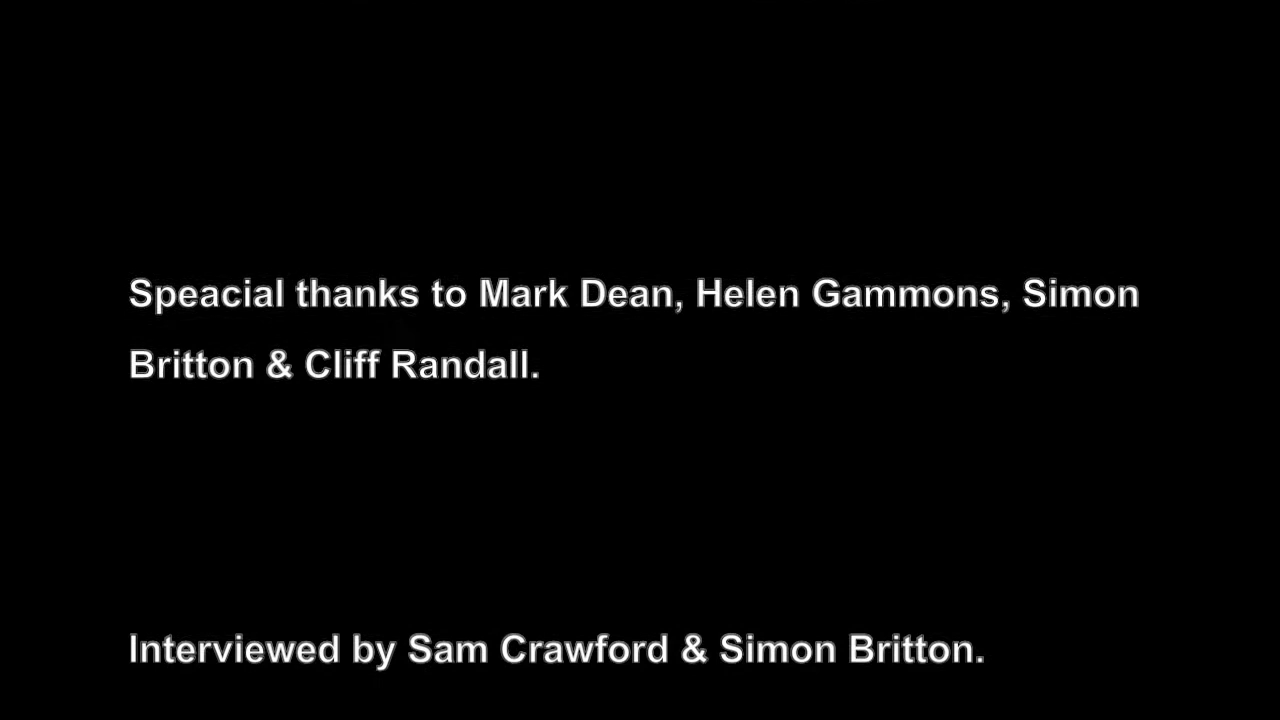 Speacial thanks to Mark Dean, Helen Gammons, Simon
Britton & Cliff Randall.
Interviewed by Sam Crawford & Simon Britton.